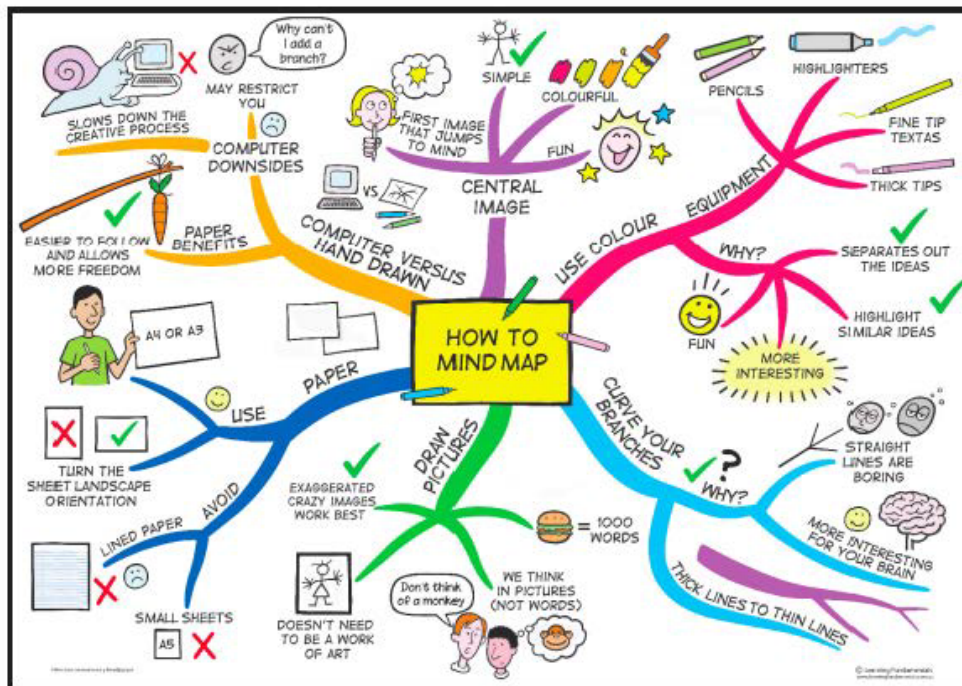 HOW TO
MIND MAP
CENTRAL
IMAGE
FIRST IMAGE
THAT JUMPS
TO MIND
SIMPLE
COLOURFUL
FUN
USE COLOUR
EQUIPMENT
PENCILS
HIGHLIGHTERS
FINE TIP
TEXTAS
THICK TIPS
WHY?
SEPARATES OUT
THE IDEAS
HIGHLIGHT
SIMILAR IDEAS
MORE
INTERESTING
FUN
CURVE YOUR
BRANCHES
?
WHY?
STRAIGHT
LINES ARE
BORING
MORE INTERESTING
FOR YOUR
BRAIN
THICK LINES TO THIN LINES
DRAW
PICTURES
= 1000
WORDS
WE THINK
IN PICTURES
(NOT WORDS)
Don't think
of a monkey
DOESN'T NEED
TO BE A WORK
OF ART
EXAGGERATED
CRAZY IMAGES
WORK BEST
PAPER
USE
A4 OR A3
TURN THE
SHEET LANDSCAPE
ORIENTATION
AVOID
LINED PAPER
SMALL SHEETS
A5
COMPUTER VERSUS
HAND DRAWN
VS
PAPER
BENEFITS
EASIER TO FOLLOW
AND ALLOWS
MORE FREEDOM
COMPUTER
DOWNSIDES
SLOWS DOWN THE
CREATIVE PROCESS
MAY RESTRICT
YOU
Why can't
I add a
branch?
© Learning Fundamentals